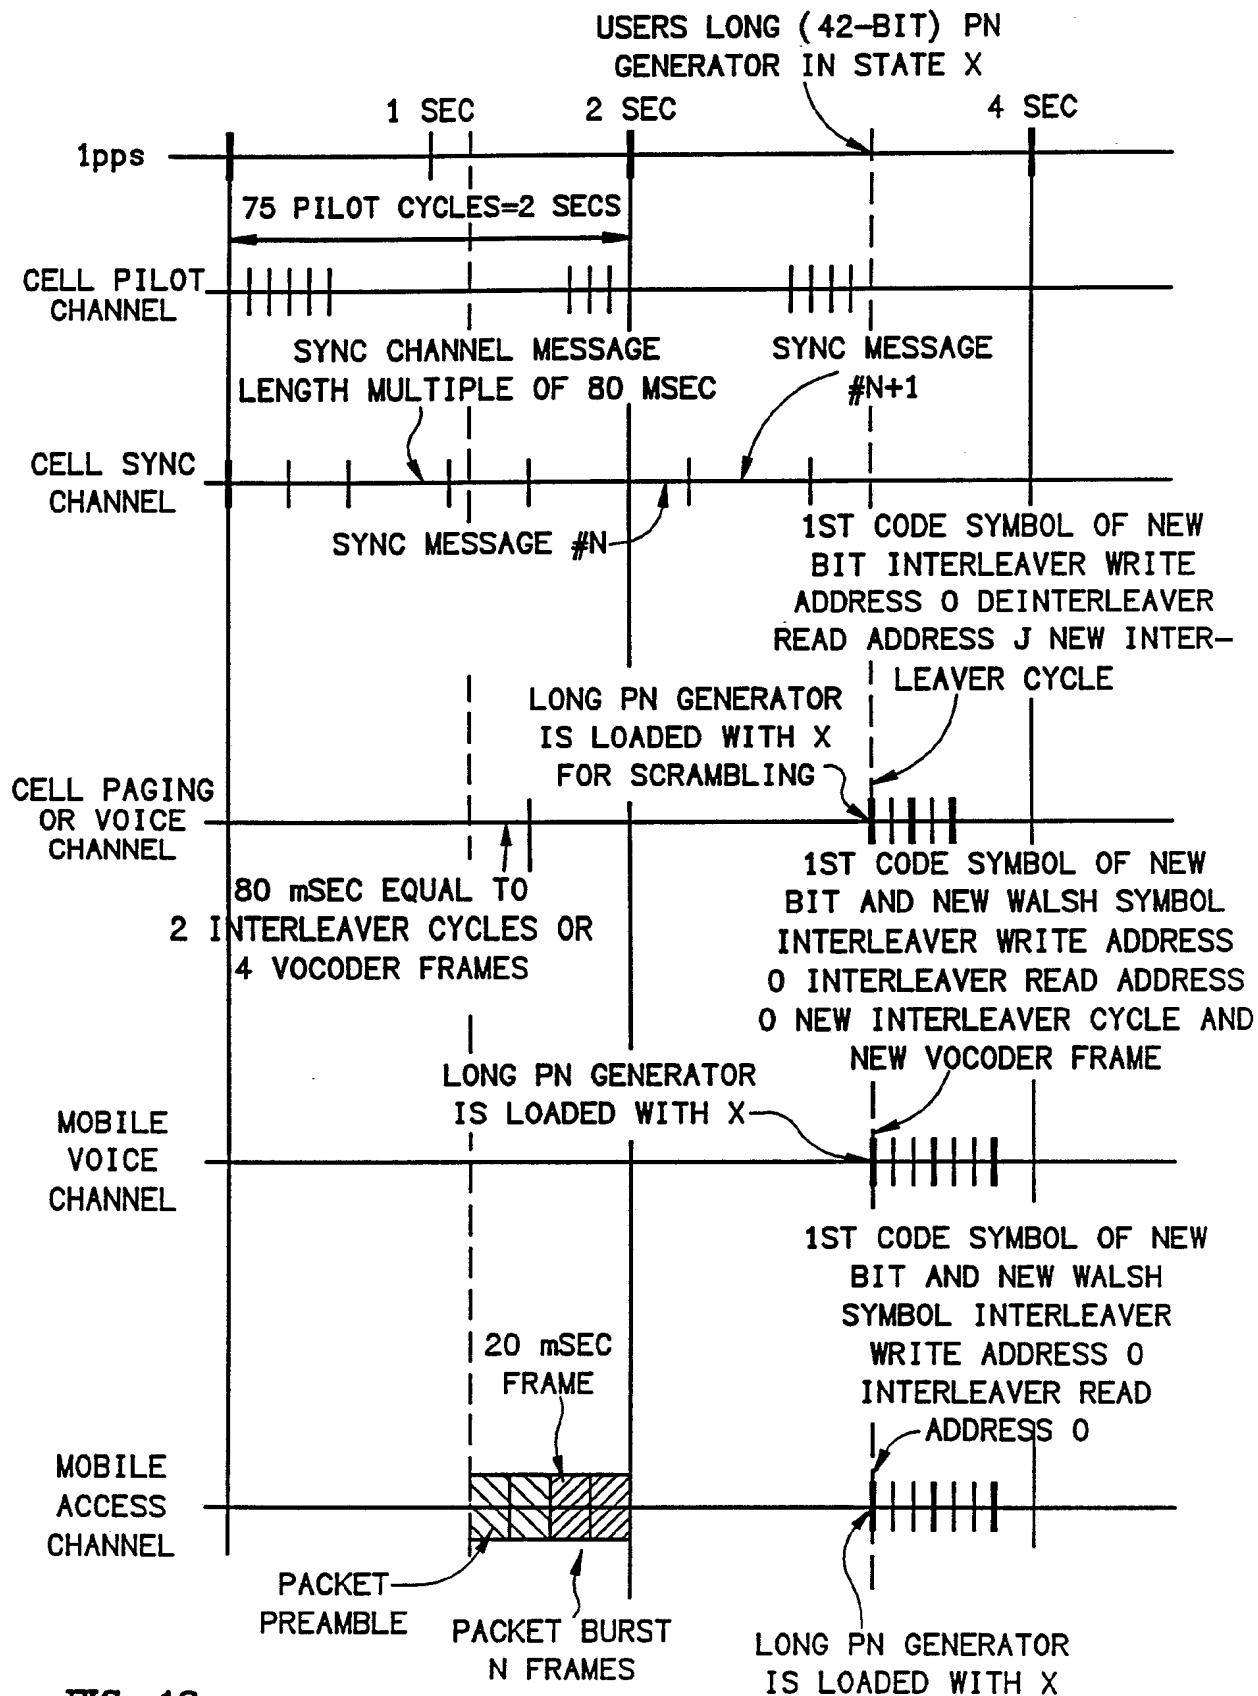 USERS LONG (42-BIT) PN
GENERATOR IN STATE X
1 SEC
2 SEC
4 SEC
1pps
75 PILOT CYCLES=2 SECS
CELL PILOT
CHANNEL
SYNC CHANNEL MESSAGE
LENGTH MULTIPLE OF 80 MSEC
SYNC MESSAGE
#N+1
CELL SYNC
CHANNEL
SYNC MESSAGE #N
1ST CODE SYMBOL OF NEW
BIT INTERLEAVER WRITE
ADDRESS 0 DEINTERLEAVER
READ ADDRESS J NEW INTER-
LEAVER CYCLE
LONG PN GENERATOR
IS LOADED WITH X
FOR SCRAMBLING
CELL PAGING
OR VOICE
CHANNEL
80 mSEC EQUAL TO
2 INTERLEAVER CYCLES OR
4 VOCODER FRAMES
1ST CODE SYMBOL OF NEW
BIT AND NEW WALSH SYMBOL
INTERLEAVER WRITE ADDRESS
0 INTERLEAVER READ ADDRESS
0 NEW INTERLEAVER CYCLE AND
NEW VOCODER FRAME
LONG PN GENERATOR
IS LOADED WITH X
MOBILE
VOICE
CHANNEL
1ST CODE SYMBOL OF NEW
BIT AND NEW WALSH
SYMBOL INTERLEAVER
WRITE ADDRESS 0
INTERLEAVER READ
ADDRESS 0
20 mSEC
FRAME
MOBILE
ACCESS
CHANNEL
PACKET
PREAMBLE
PACKET BURST
N FRAMES
LONG PN GENERATOR
IS LOADED WITH X